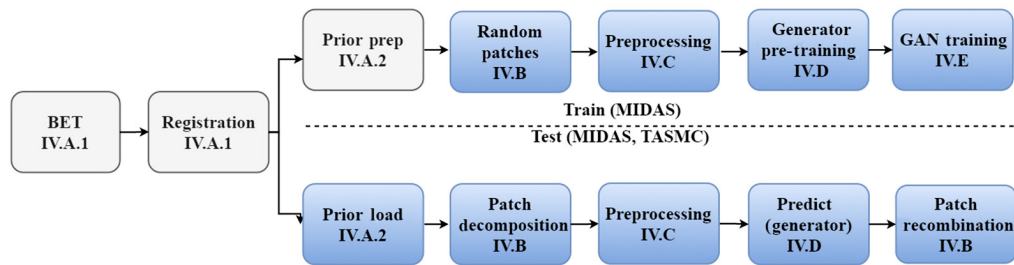 BET
IV.A.1
Registration
IV.A.1
Prior prep
IV.A.2
Random
patches
IV.B
Preprocessing
IV.C
Generator
pre-training
IV.D
GAN training
IV.E
Train (MIDAS)
Test (MIDAS, TASMC)
Prior load
IV.A.2
Patch
decomposition
IV.B
Preprocessing
IV.C
Predict
(generator)
IV.D
Patch
recombination
IV.B